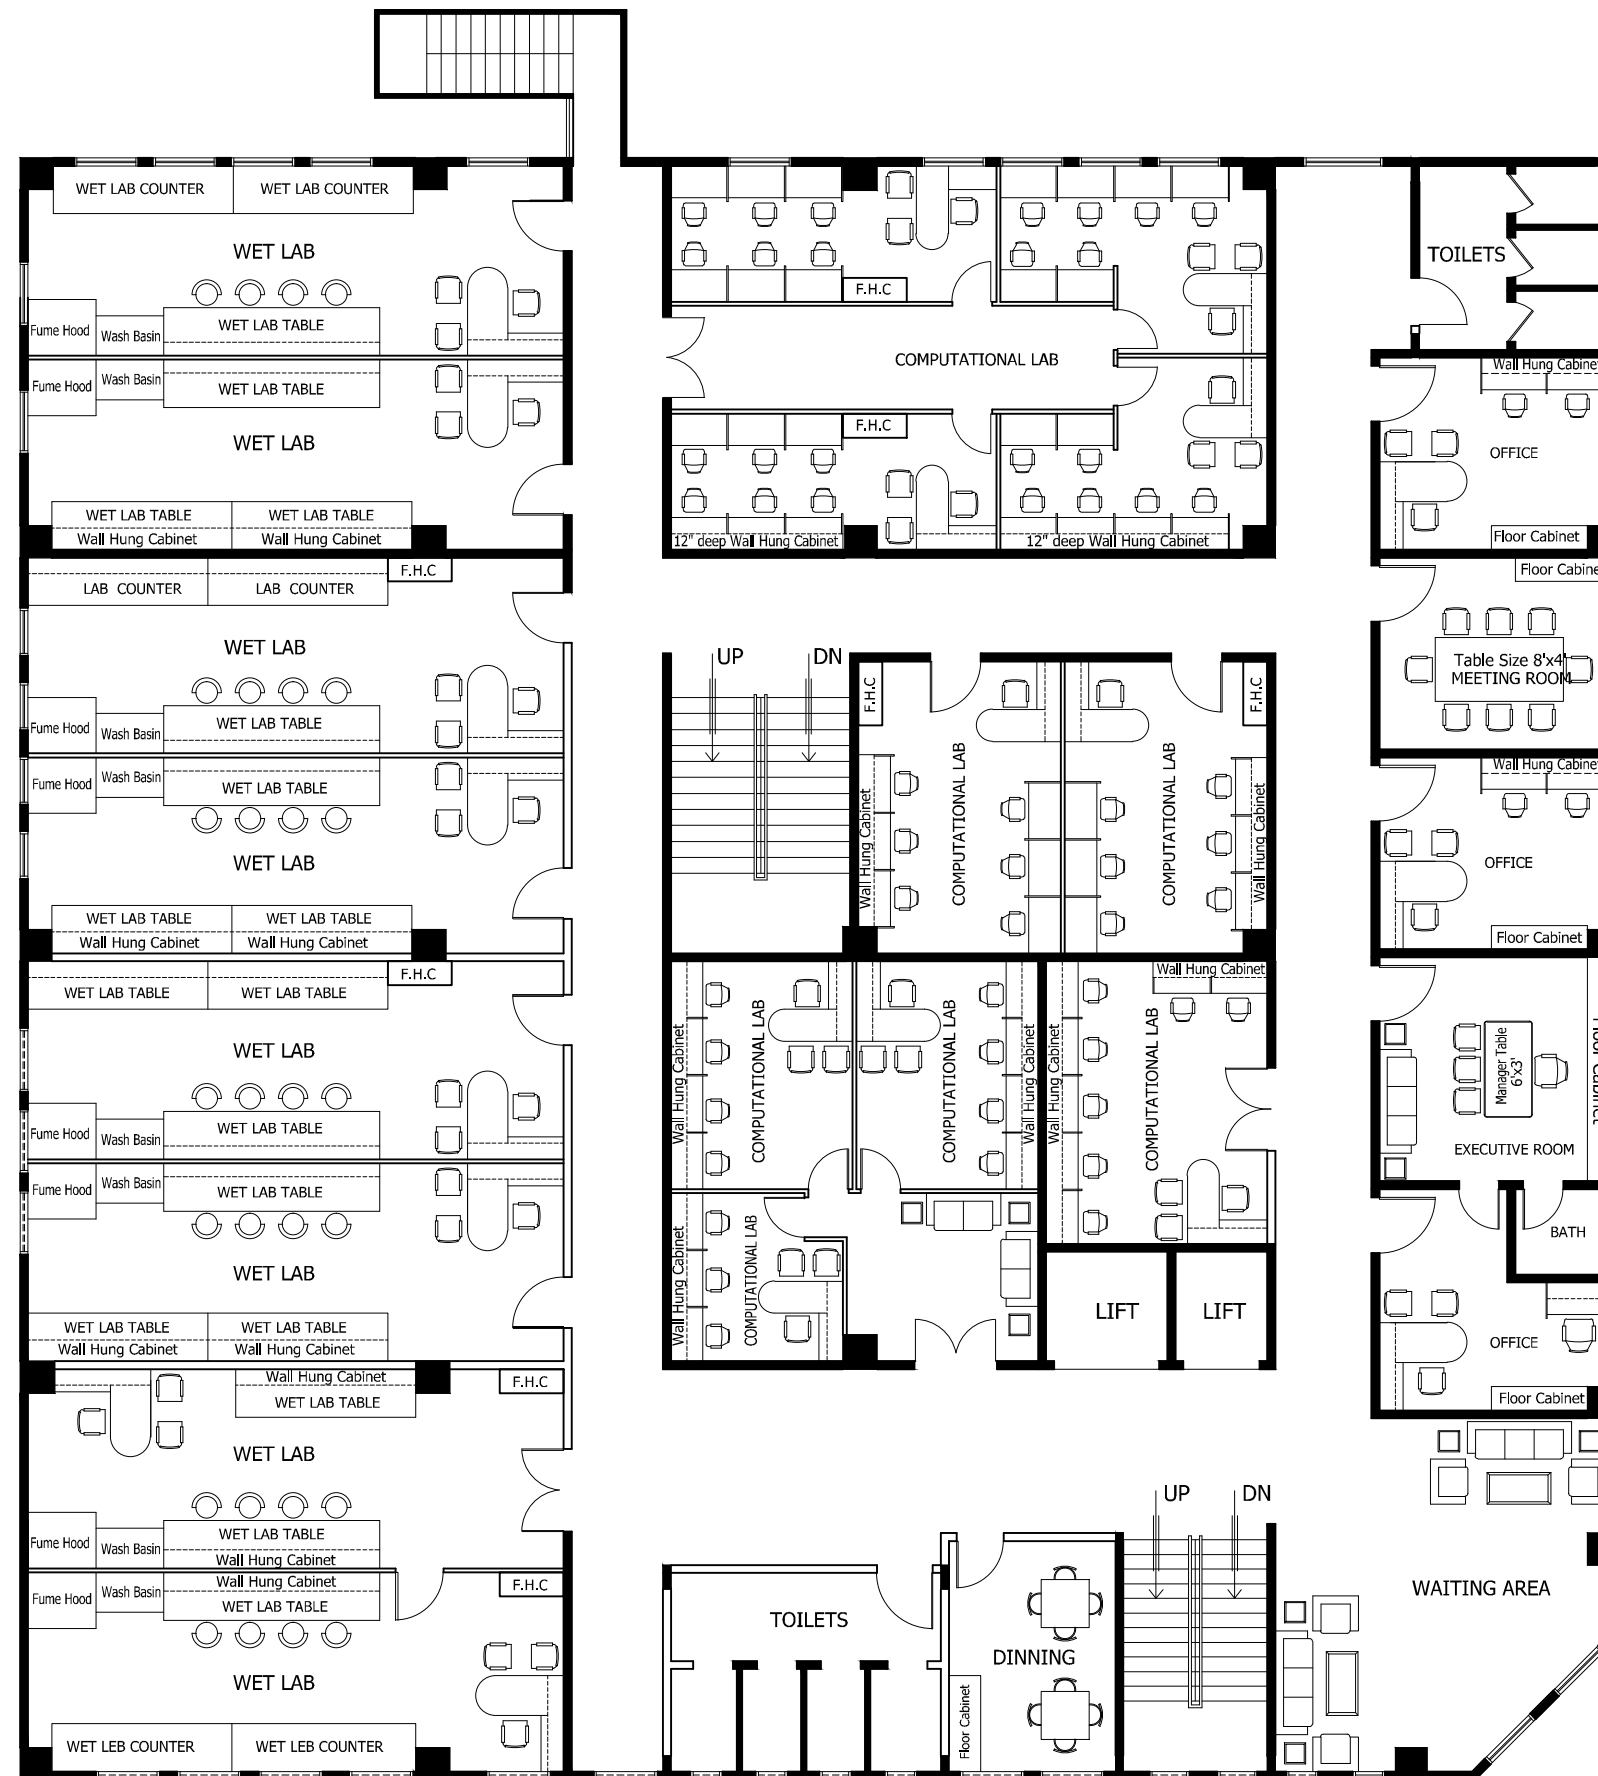 WET LAB COUNTER
WET LAB COUNTER
WET LAB
Fume Hood
Wash Basin
WET LAB TABLE
Fume Hood
Wash Basin
WET LAB TABLE
WET LAB
WET LAB TABLE
Wall Hung Cabinet
WET LAB TABLE
Wall Hung Cabinet
LAB COUNTER
LAB COUNTER
F.H.C
WET LAB
Fume Hood
Wash Basin
WET LAB TABLE
Fume Hood
Wash Basin
WET LAB TABLE
WET LAB
WET LAB TABLE
Wall Hung Cabinet
WET LAB TABLE
Wall Hung Cabinet
WET LAB TABLE
WET LAB TABLE
F.H.C
WET LAB
Fume Hood
Wash Basin
WET LAB TABLE
Fume Hood
Wash Basin
WET LAB TABLE
WET LAB
WET LAB TABLE
Wall Hung Cabinet
WET LAB TABLE
Wall Hung Cabinet
Wall Hung Cabinet
WET LAB TABLE
F.H.C
WET LAB
Fume Hood
Wash Basin
WET LAB TABLE
Wall Hung Cabinet
Fume Hood
Wash Basin
Wall Hung Cabinet
WET LAB TABLE
F.H.C
WET LAB
WET LEB COUNTER
WET LEB COUNTER
F.H.C
COMPUTATIONAL LAB
F.H.C
12" deep Wall Hung Cabinet
12" deep Wall Hung Cabinet
UP
DN
F.H.C
Wall Hung Cabinet
COMPUTATIONAL LAB
COMPUTATIONAL LAB
F.H.C
Wall Hung Cabinet
Wall Hung Cabinet
COMPUTATIONAL LAB
COMPUTATIONAL LAB
Wall Hung Cabinet
Wall Hung Cabinet
COMPUTATIONAL LAB
Wall Hung Cabinet
Wall Hung Cabinet
COMPUTATIONAL LAB
LIFT
LIFT
UP
DN
TOILETS
DINNING
Floor Cabinet
TOILETS
Wall Hung Cabine
OFFICE
Floor Cabinet
Floor Cabine
Table Size 8'x4'
MEETING ROOM
Wall Hung Cabine
OFFICE
Floor Cabinet
Manager Table
6'x3'
Floor Cabinet
EXECUTIVE ROOM
BATH
OFFICE
Floor Cabinet
WAITING AREA